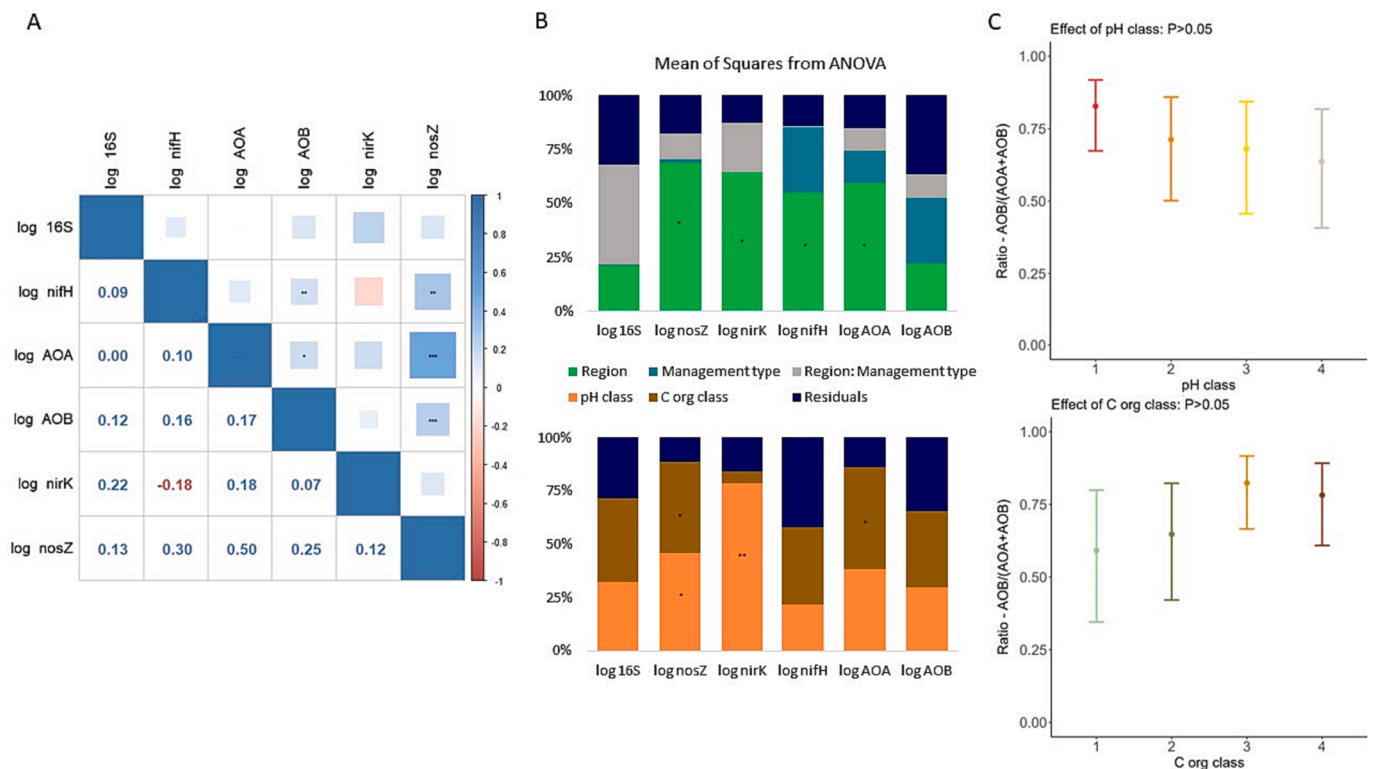 A
log 16S
log nifH
log AOA
log AOB
log nirK
log nosZ
log 16S
log nifH
0.09
**
**
log AOA
0.00
0.10
*
***
log AOB
0.12
0.16
0.17
***
log nirK
0.22
-0.18
0.18
0.07
log nosZ
0.13
0.30
0.50
0.25
0.12
1
0.8
0.6
0.4
0.2
0
-0.2
-0.4
-0.6
-0.8
-1
B
Mean of Squares from ANOVA
100%
75%
50%
25%
0%
*
*
*
*
log 16S log nosZ log nirK log nifH log AOA log AOB
Region Management type Region: Management type
pH class C org class Residuals
100%
75%
50%
25%
0%
*
*
**
*
log 16S log nosZ log nirK log nifH log AOA log AOB
C
Effect of pH class: P>0.05
Ratio - AOB/(AOA+AOB)
1.00
0.75
0.50
0.25
0.00
1 2 3 4
pH class
Effect of C org class: P>0.05
Ratio - AOB/(AOA+AOB)
1.00
0.75
0.50
0.25
0.00
1 2 3 4
C org class